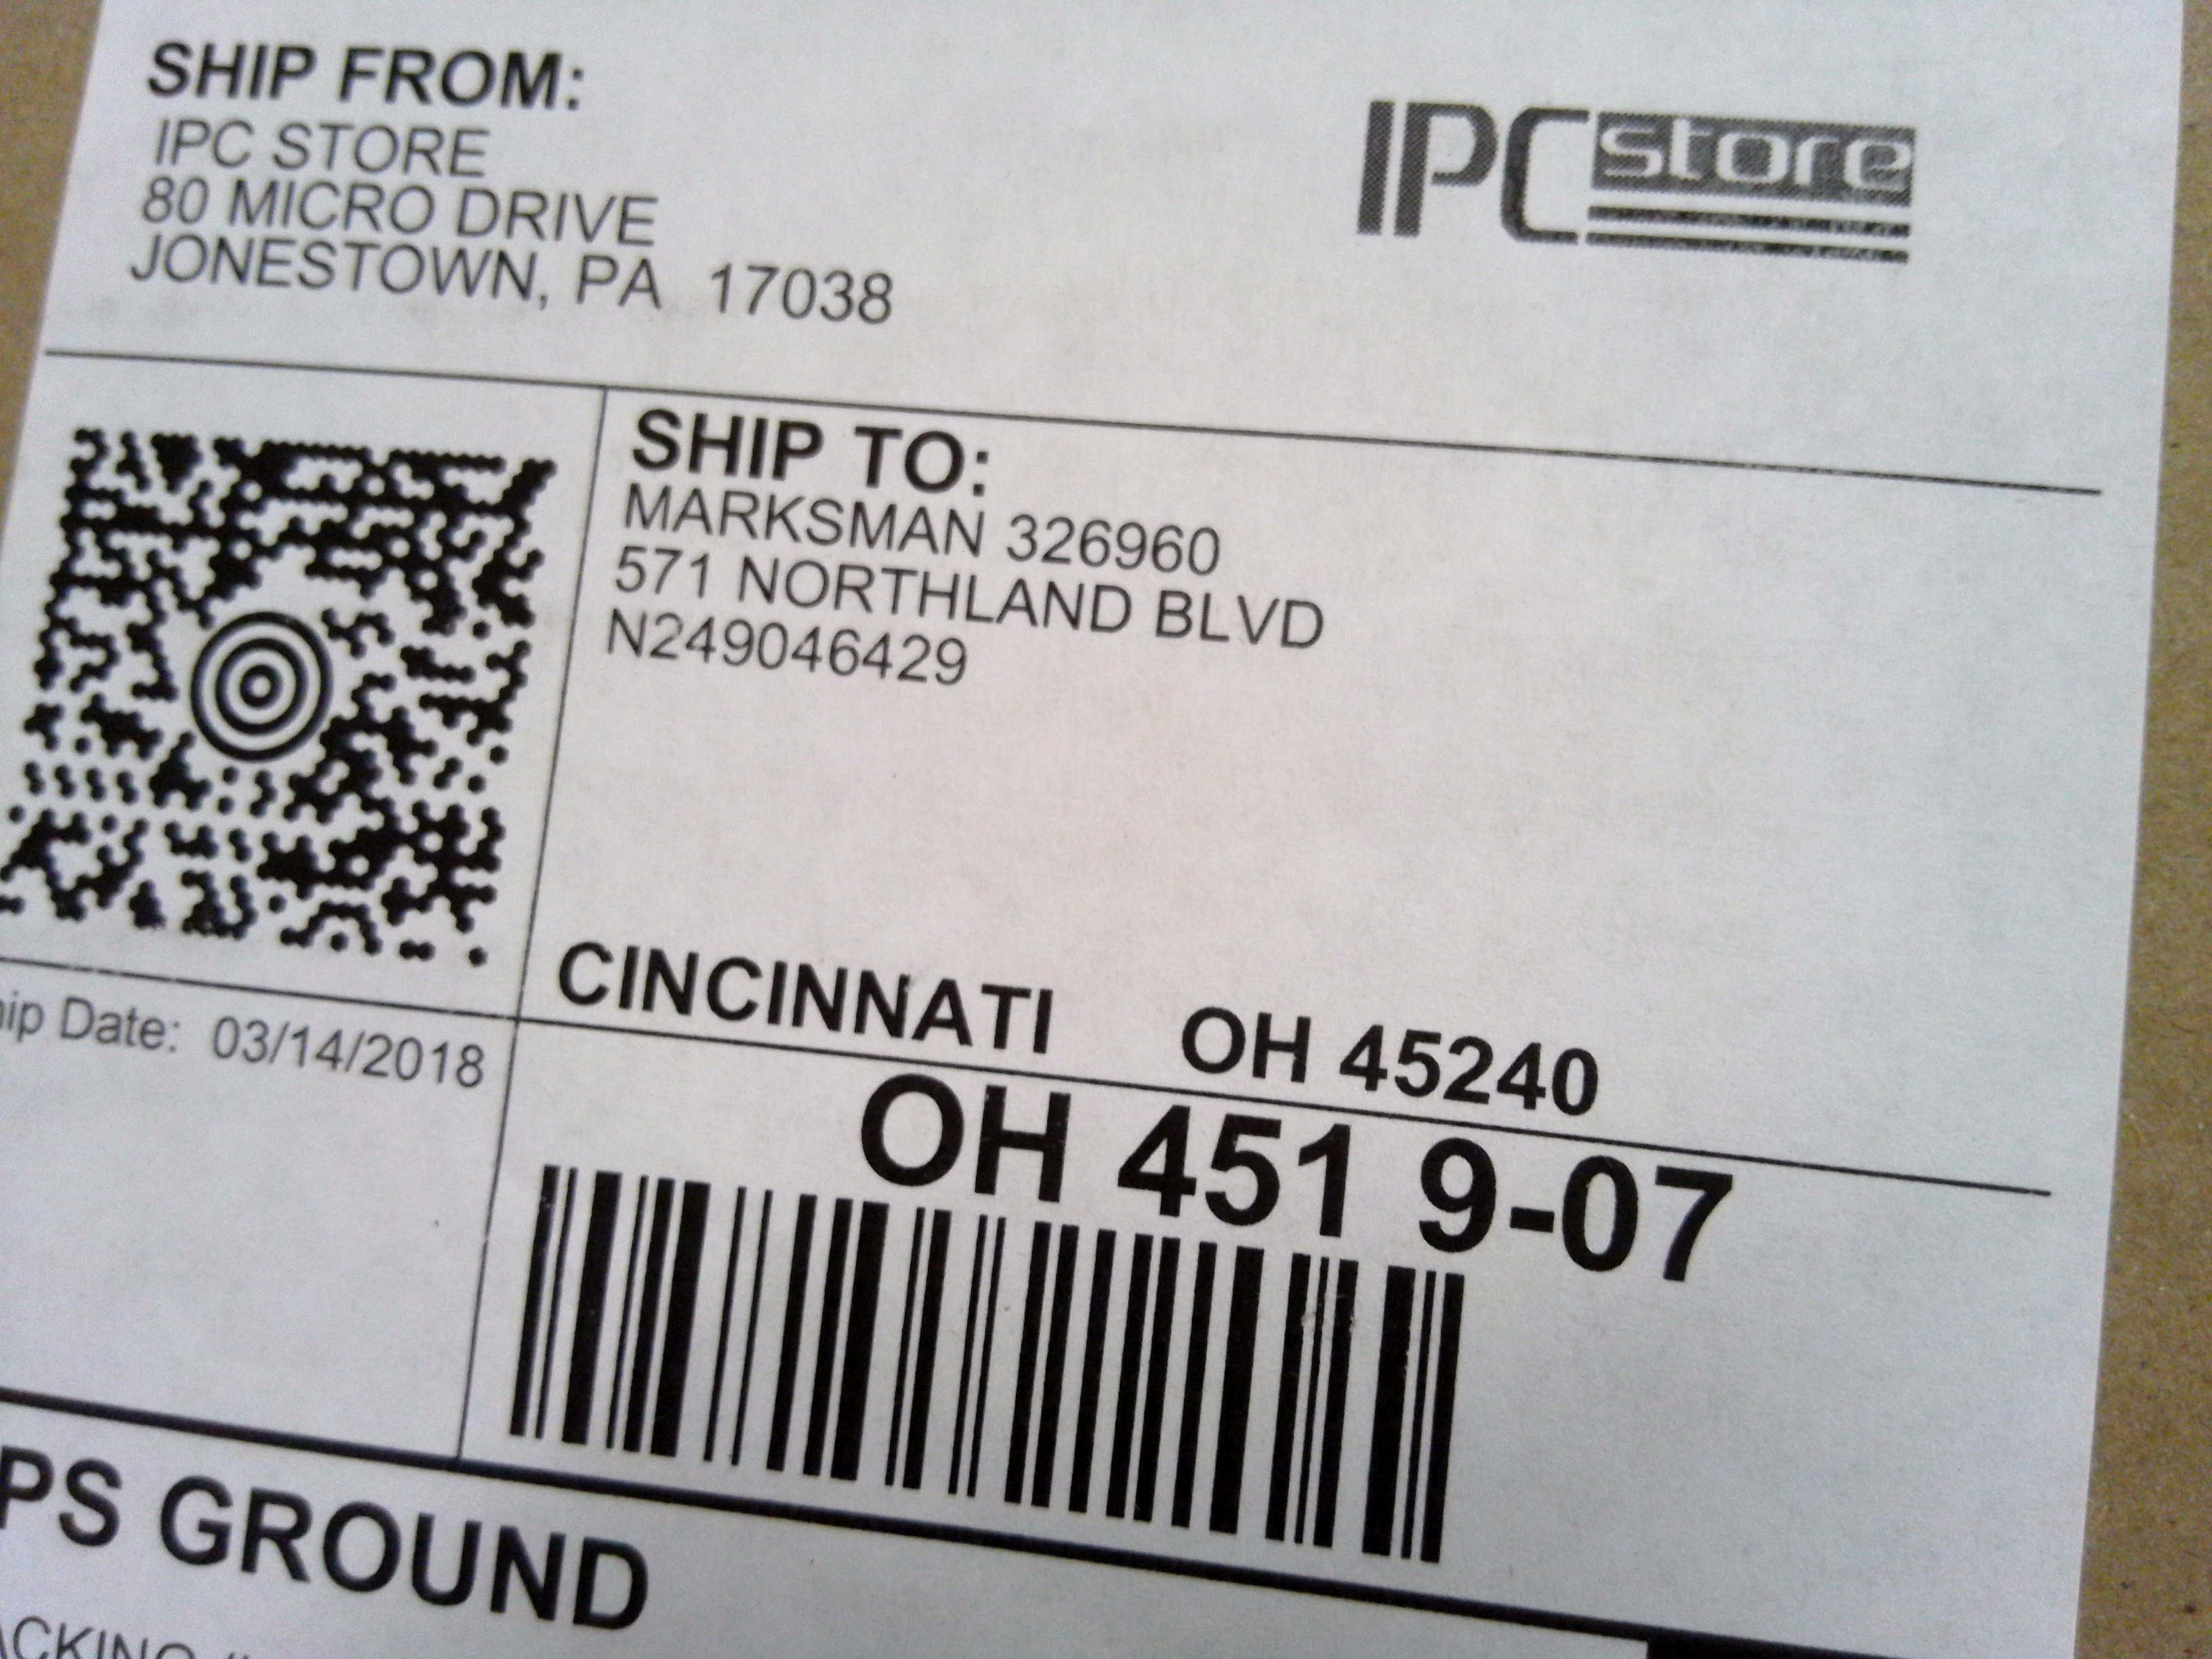 SHIP FROM:
IPC STORE
80 MICRO DRIVE
JONESTOWN, PA 17038
IPC store
SHIP TO:
MARKSMAN 326960
571 NORTHLAND BLVD
N249046429
CINCINNATI OH 45240
ip Date: 03/14/2018
OH 451 9-07
PS GROUND